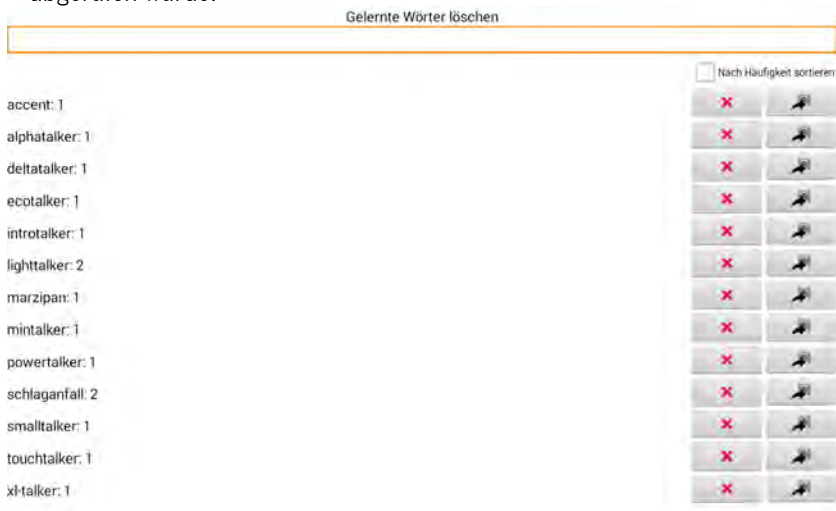 Gelernte Wörter löschen
Nach Häufigkeit sortieren
accent: 1
alphatalker: 1
deltatalker: 1
ecotalker: 1
introtalker: 1
lighttalker: 2
marzipan: 1
mintalker: 1
powertalker: 1
schlaganfall: 2
smalltalker: 1
touchtalker: 1
xl-talker: 1